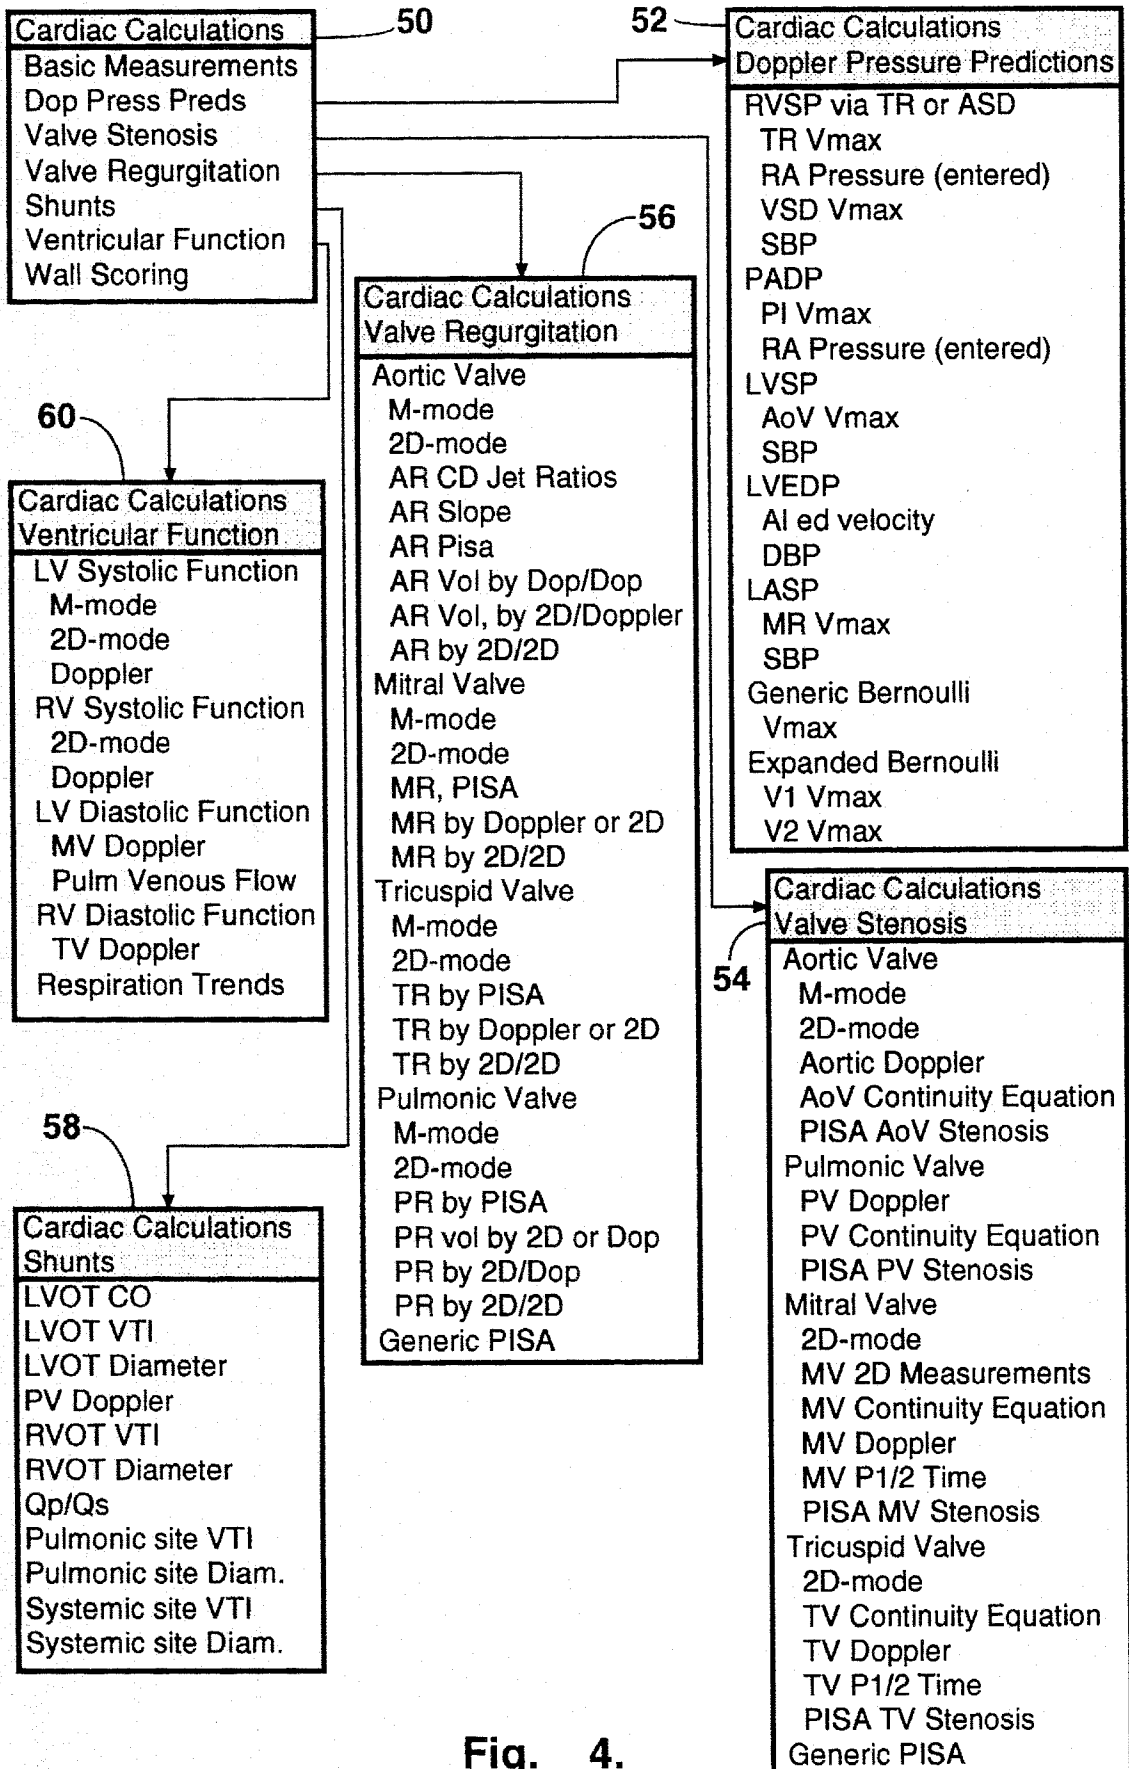 50
Cardiac Calculations
Basic Measurements
Dop Press Preds
Valve Stenosis
Valve Regurgitation
Shunts
Ventricular Function
Wall Scoring
52
Cardiac Calculations
Doppler Pressure Predictions
RVSP via TR or ASD
TR Vmax
RA Pressure (entered)
VSD Vmax
SBP
PADP
PI Vmax
RA Pressure (entered)
LVSP
AoV Vmax
SBP
LVEDP
AI ed velocity
DBP
LASP
MR Vmax
SBP
Generic Bernoulli
Vmax
Expanded Bernoulli
V1 Vmax
V2 Vmax
56
Cardiac Calculations
Valve Regurgitation
Aortic Valve
M-mode
2D-mode
AR CD Jet Ratios
AR Slope
AR Pisa
AR Vol by Dop/Dop
AR Vol, by 2D/Doppler
AR by 2D/2D
Mitral Valve
M-mode
2D-mode
MR, PISA
MR by Doppler or 2D
MR by 2D/2D
Tricuspid Valve
M-mode
2D-mode
TR by PISA
TR by Doppler or 2D
TR by 2D/2D
Pulmonic Valve
M-mode
2D-mode
PR by PISA
PR vol by 2D or Dop
PR by 2D/Dop
PR by 2D/2D
Generic PISA
60
Cardiac Calculations
Ventricular Function
LV Systolic Function
M-mode
2D-mode
Doppler
RV Systolic Function
2D-mode
Doppler
LV Diastolic Function
MV Doppler
Pulm Venous Flow
RV Diastolic Function
TV Doppler
Respiration Trends
54
Cardiac Calculations
Valve Stenosis
Aortic Valve
M-mode
2D-mode
Aortic Doppler
AoV Continuity Equation
PISA AoV Stenosis
Pulmonic Valve
PV Doppler
PV Continuity Equation
PISA PV Stenosis
Mitral Valve
2D-mode
MV 2D Measurements
MV Continuity Equation
MV Doppler
MV P1/2 Time
PISA MV Stenosis
Tricuspid Valve
2D-mode
TV Continuity Equation
TV Doppler
TV P1/2 Time
PISA TV Stenosis
Generic PISA
58
Cardiac Calculations
Shunts
LVOT CO
LVOT VTI
LVOT Diameter
PV Doppler
RVOT VTI
RVOT Diameter
Qp/Qs
Pulmonic site VTI
Pulmonic site Diam.
Systemic site VTI
Systemic site Diam.
Fig. 4.